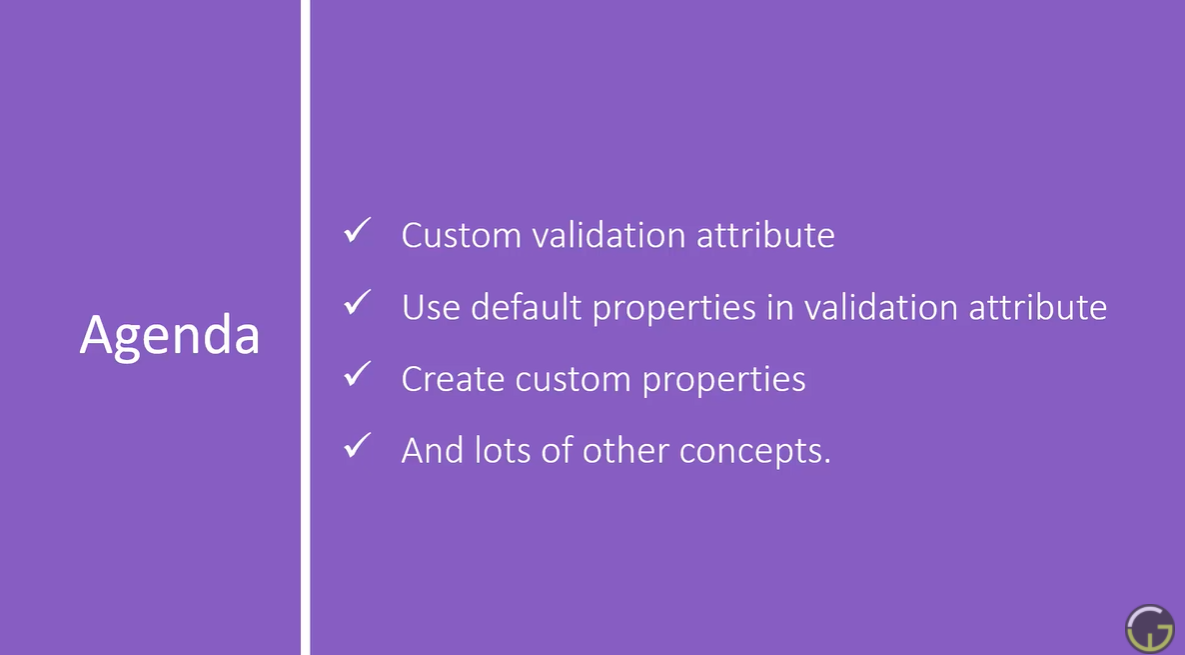 Agenda
Custom validation attribute
Use default properties in validation attribute
Create custom properties
And lots of other concepts.